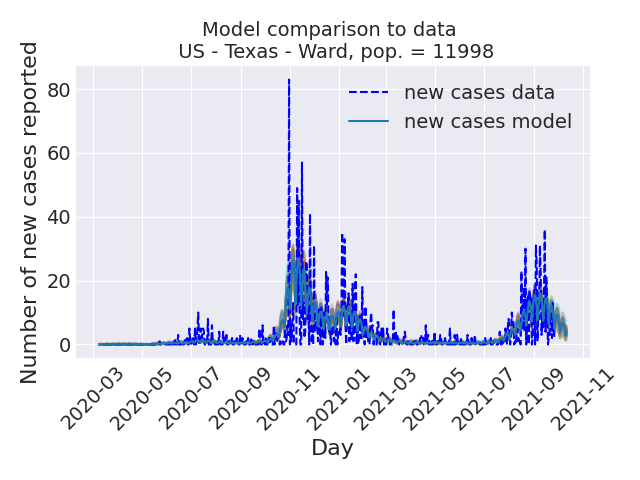 Model comparison to data
US - Texas - Ward, pop. = 11998
Number of new cases reported
80
60
40
20
0
new cases data
new cases model
2020-03
2020-05
2020-07
2020-09
2020-11
2021-01
2021-03
2021-05
2021-07
2021-09
2021-11
Day